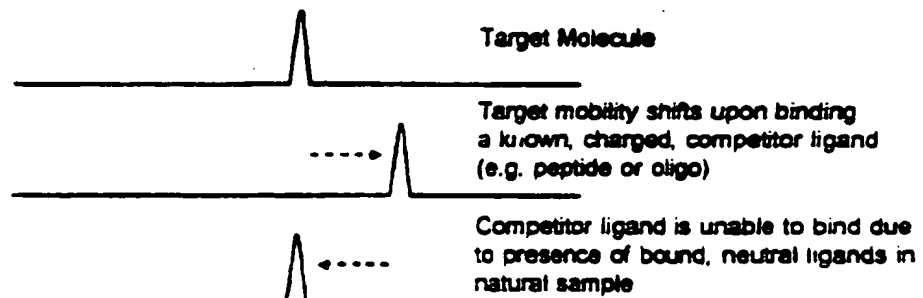 Target Molecule
Target mobility shifts upon binding
a known, charged, competitor ligand
(e.g. peptide or oligo)
Competitor ligand is unable to bind due
to presence of bound, neutral ligands in
natural sample